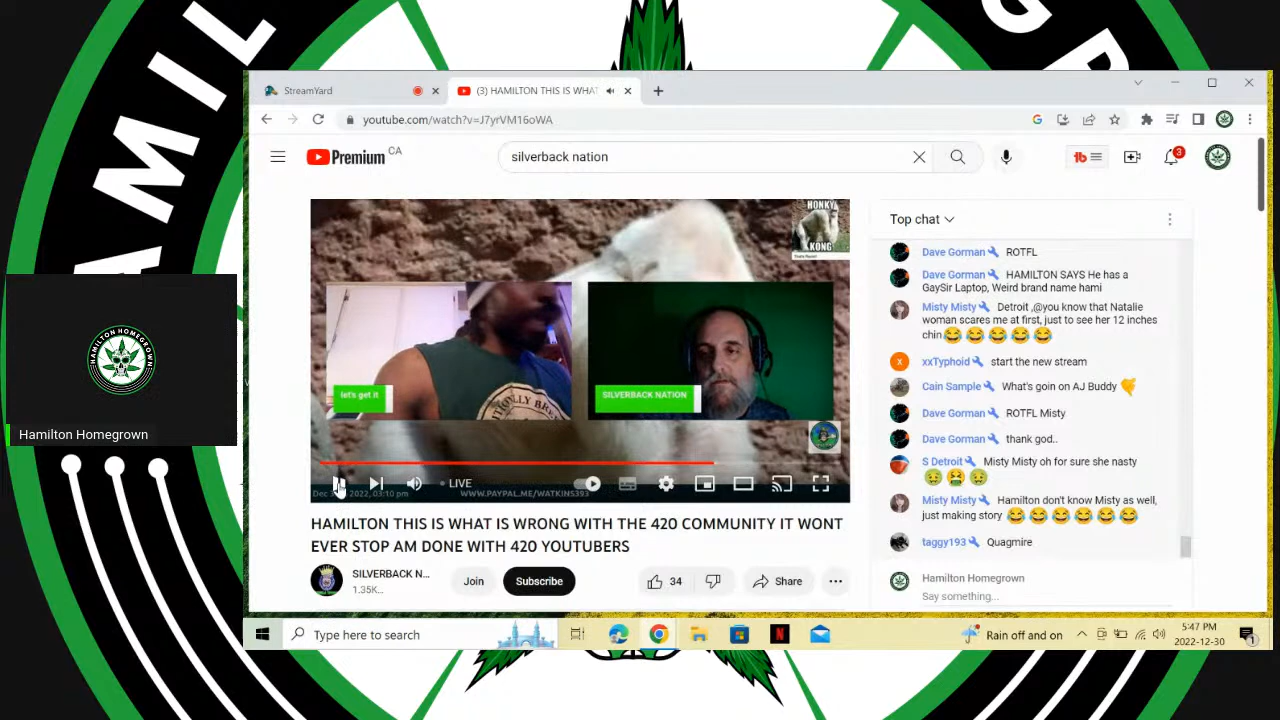 HAMIL
StreamYard
(3) HAMILTON THIS IS WHAT
youtube.com/watch?v=J7yrVM16oWA
Premium CA
silverback nation
3
HONKY
KONG
let's get it
SILVERBACK NATION
LIVE
2022, 03:10 pm
WWW.PAYPAL.ME/WATKINS393
HAMILTON THIS IS WHAT IS WRONG WITH THE 420 COMMUNITY IT WONT
EVER STOP AM DONE WITH 420 YOUTUBERS
SILVERBACK N...
1.35K...
Join
Subscribe
34
Share
Top chat
Dave Gorman ROTFL
Dave Gorman HAMILTON SAYS He has a
GaySir Laptop, Weird brand name hami
Misty Misty Detroit ,@you know that Natalie
woman scares me at first, just to see her 12 inches
chin😂😂😂😂😂
xxTyphoid start the new stream
Cain Sample What's goin on AJ Buddy
Dave Gorman ROTFL Misty
Dave Gorman thank god..
S Detroit Misty Misty oh for sure she nasty
🤢🤮🤢
Misty Misty Hamilton don't know Misty as well,
just making story 😂😂😂😂😂😂
taggy193 Quagmire
Hamilton Homegrown
Say something...
HAMILTON HOMEGROWN
Hamilton Homegrown
Type here to search
Rain off and on
5:47 PM
2022-12-30
1